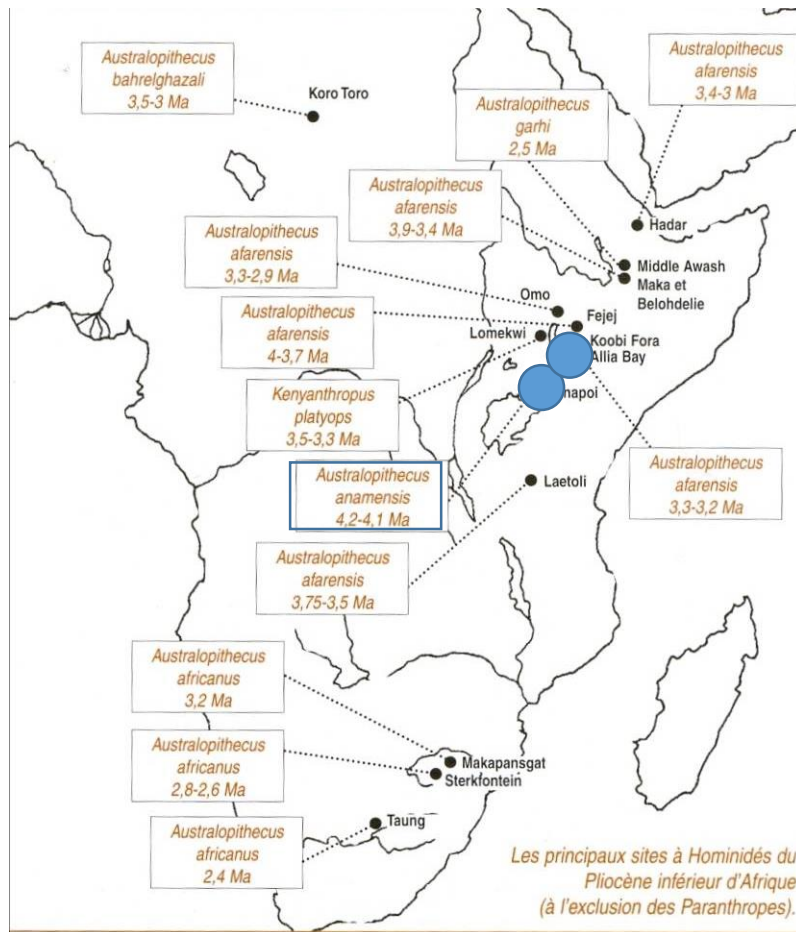 Australopithecus
bahrelghazali
3,5-3 Ma
Koro Toro
Australopithecus
afarensis
3,4-3 Ma
Australopithecus
garhi
2,5 Ma
Australopithecus
afarensis
3,9-3,4 Ma
Hadar
Australopithecus
afarensis
3,3-2,9 Ma
Middle Awash
Maka et
Belohdelie
Omo
Fejej
Australopithecus
afarensis
4-3,7 Ma
Lomekwi
Koobi Fora
Allia Bay
Kenyanthropus
platyops
3,5-3,3 Ma
napoi
Australopithecus
anamensis
4,2-4,1 Ma
Laetoli
Australopithecus
afarensis
3,3-3,2 Ma
Australopithecus
afarensis
3,75-3,5 Ma
Australopithecus
africanus
3,2 Ma
Makapansgat
Sterkfontein
Australopithecus
africanus
2,8-2,6 Ma
Taung
Australopithecus
africanus
2,4 Ma
Les principaux sites à Hominidés du
Pliocène inférieur d'Afrique
(à l'exclusion des Paranthropes).